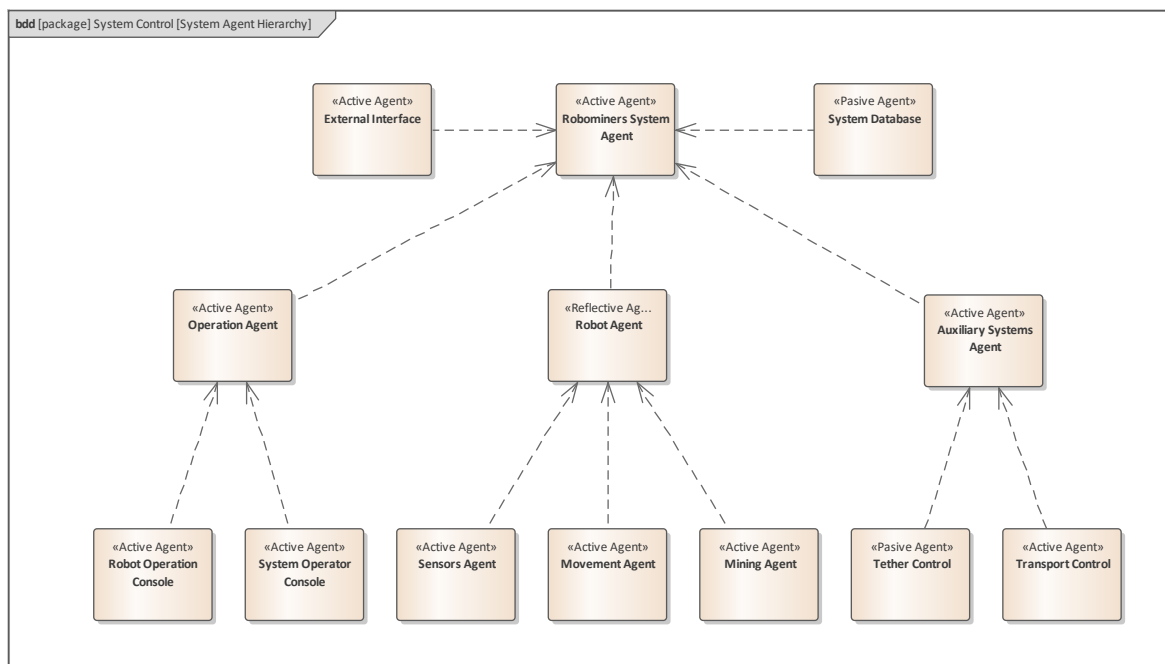 bdd [package] System Control [System Agent Hierarchy]
«Active Agent»
External Interface
«Active Agent»
Robominers System
Agent
«Pasive Agent»
System Database
«Active Agent»
Operation Agent
«Reflective Ag...
Robot Agent
«Active Agent»
Auxiliary Systems
Agent
«Active Agent»
Robot Operation
Console
«Active Agent»
System Operator
Console
«Active Agent»
Sensors Agent
«Active Agent»
Movement Agent
«Active Agent»
Mining Agent
«Pasive Agent»
Tether Control
«Active Agent»
Transport Control